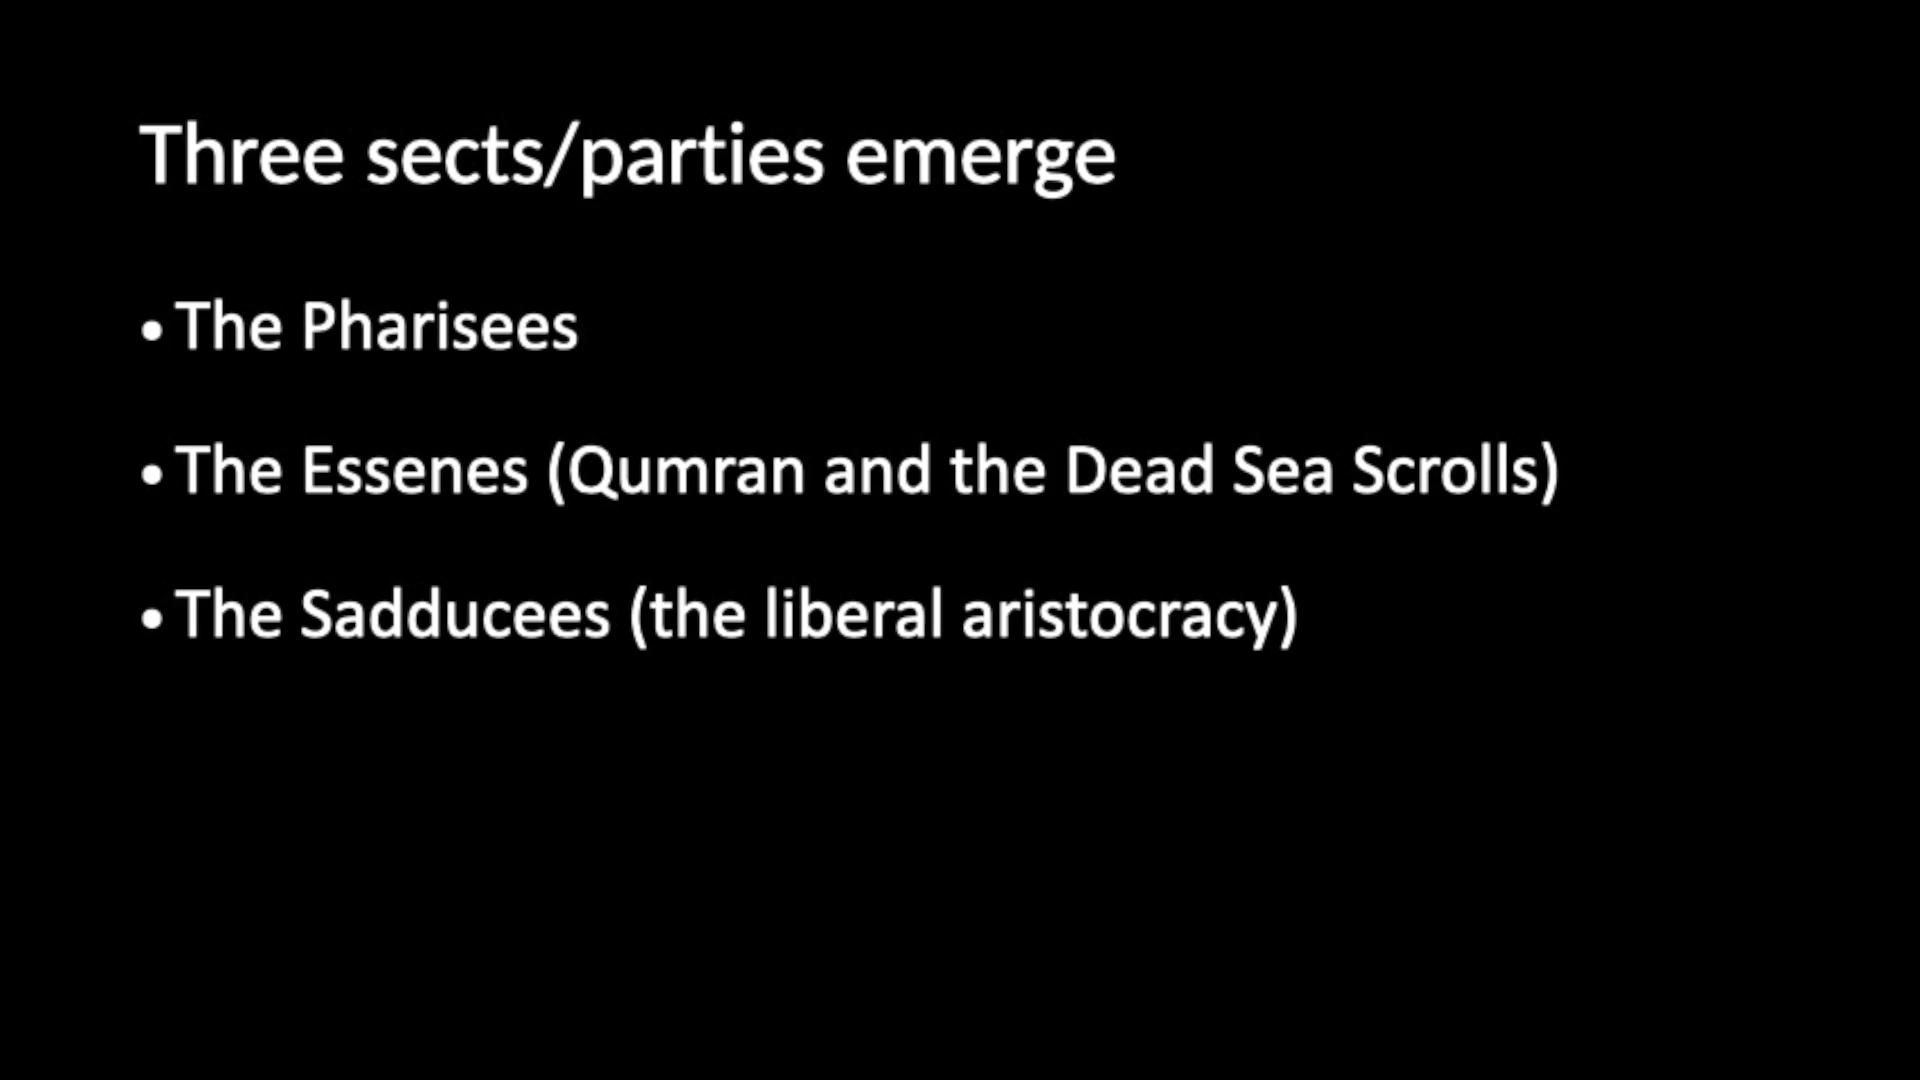 Three sects/parties emerge
• The Pharisees
• The Essenes (Qumran and the Dead Sea Scrolls)
• The Sadducees (the liberal aristocracy)